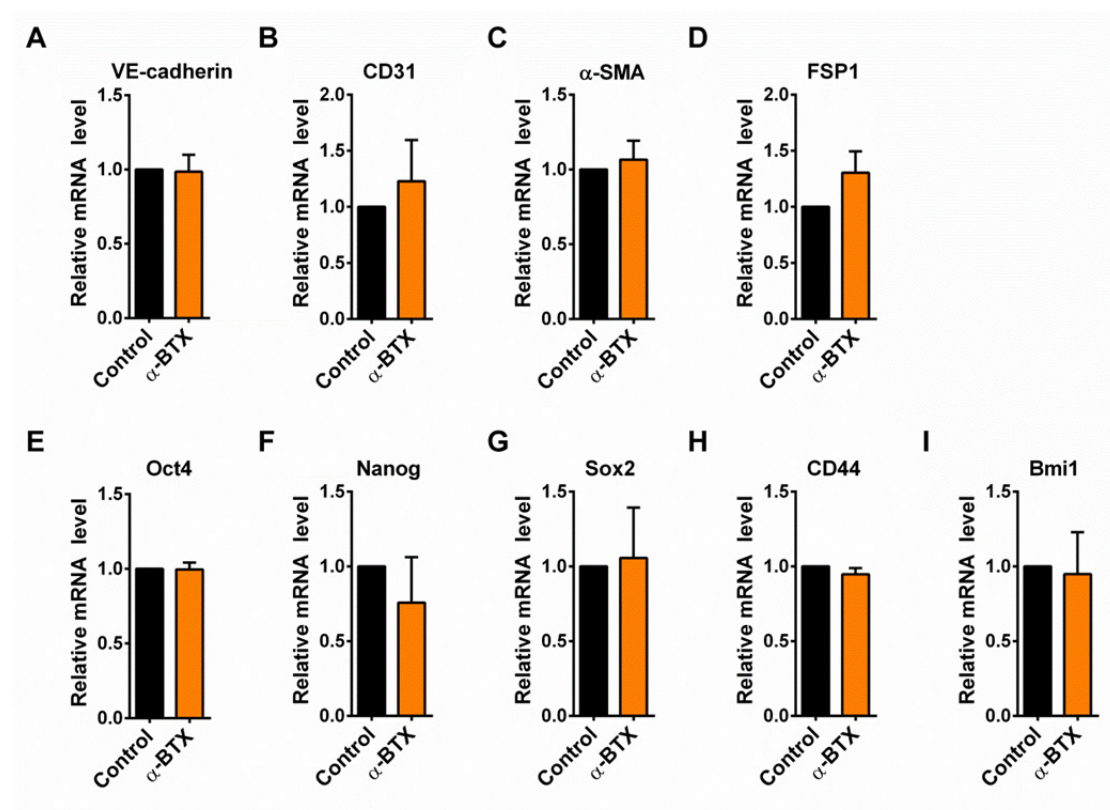 A
VE-cadherin
Relative mRNA level
1.5
1.0
0.5
0.0
Control
α-BTX
B
CD31
Relative mRNA level
2.0
1.5
1.0
0.5
0.0
Control
α-BTX
C
α-SMA
Relative mRNA level
1.5
1.0
0.5
0.0
Control
α-BTX
D
FSP1
Relative mRNA level
2.0
1.5
1.0
0.5
0.0
Control
α-BTX
E
Oct4
Relative mRNA level
1.5
1.0
0.5
0.0
Control
α-BTX
F
Nanog
Relative mRNA level
1.5
1.0
0.5
0.0
Control
α-BTX
G
Sox2
Relative mRNA level
1.5
1.0
0.5
0.0
Control
α-BTX
H
CD44
Relative mRNA level
1.5
1.0
0.5
0.0
Control
α-BTX
I
Bmi1
Relative mRNA level
1.5
1.0
0.5
0.0
Control
α-BTX